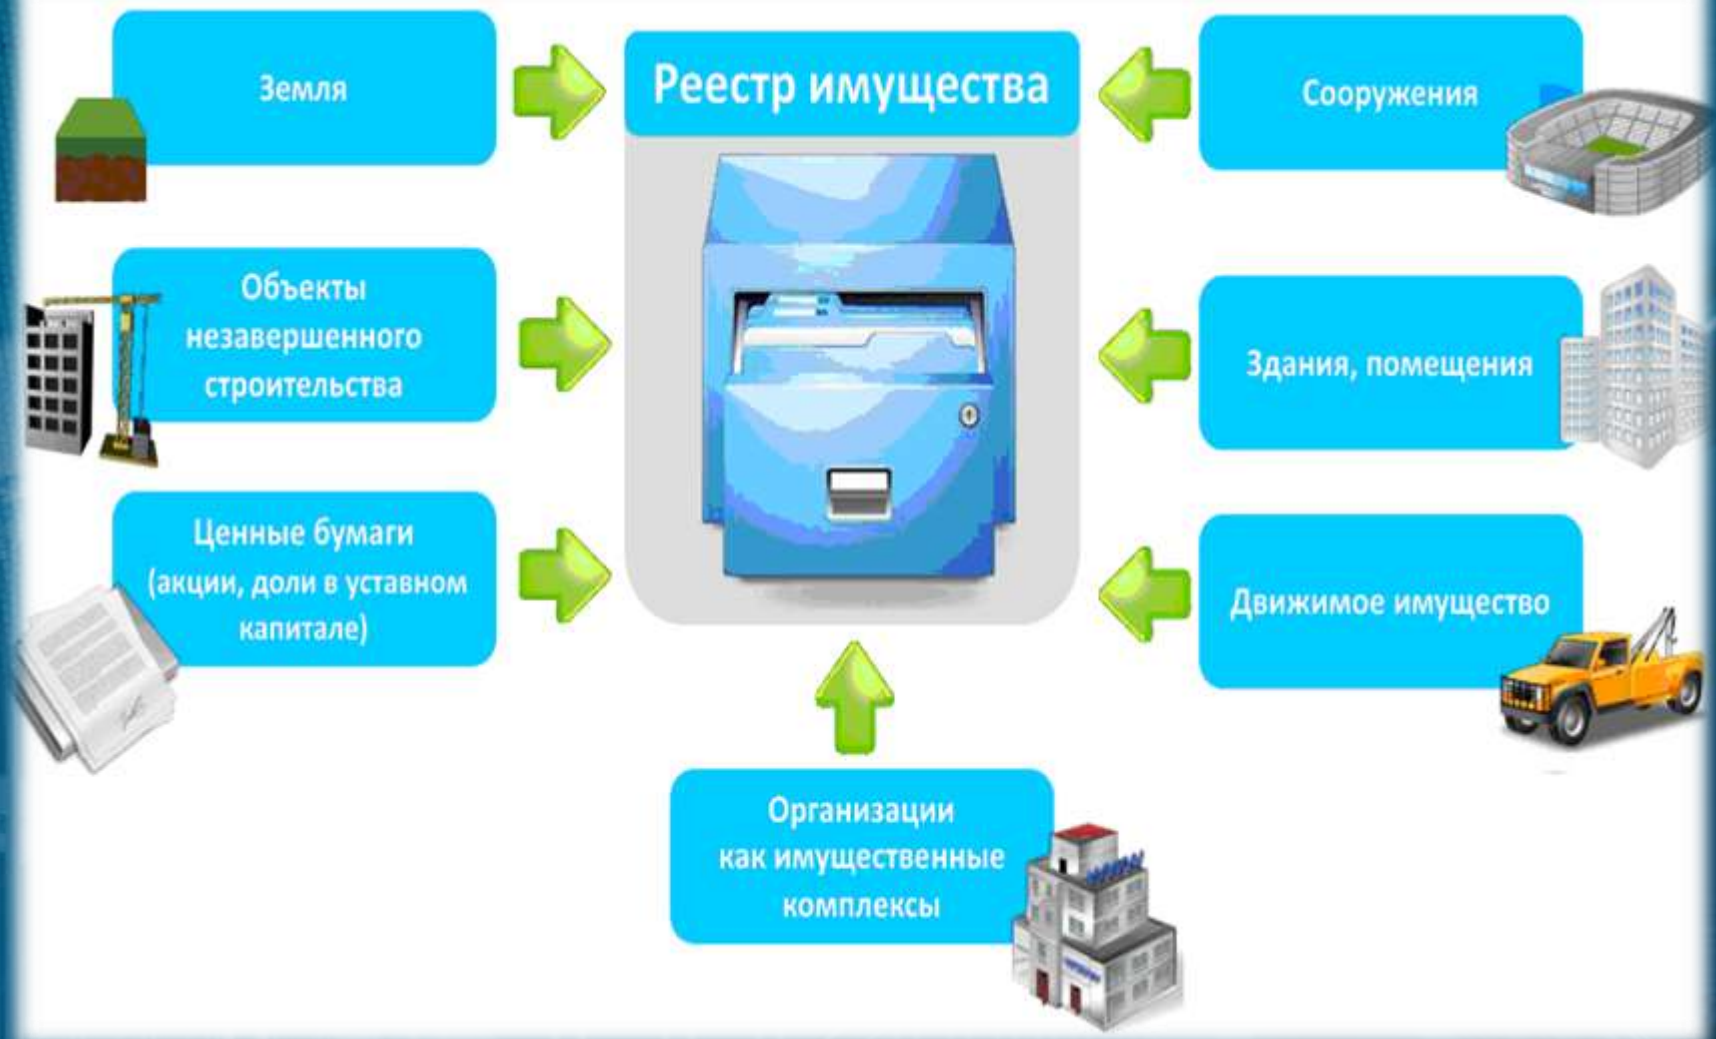 Земля
Реестр имущества
Сооружения
Объекты
незавершенного
строительства
Здания, помещения
Ценные бумаги
(акции, доли в уставном
капитале)
Движимое имущество
Организации
как имущественные
комплексы